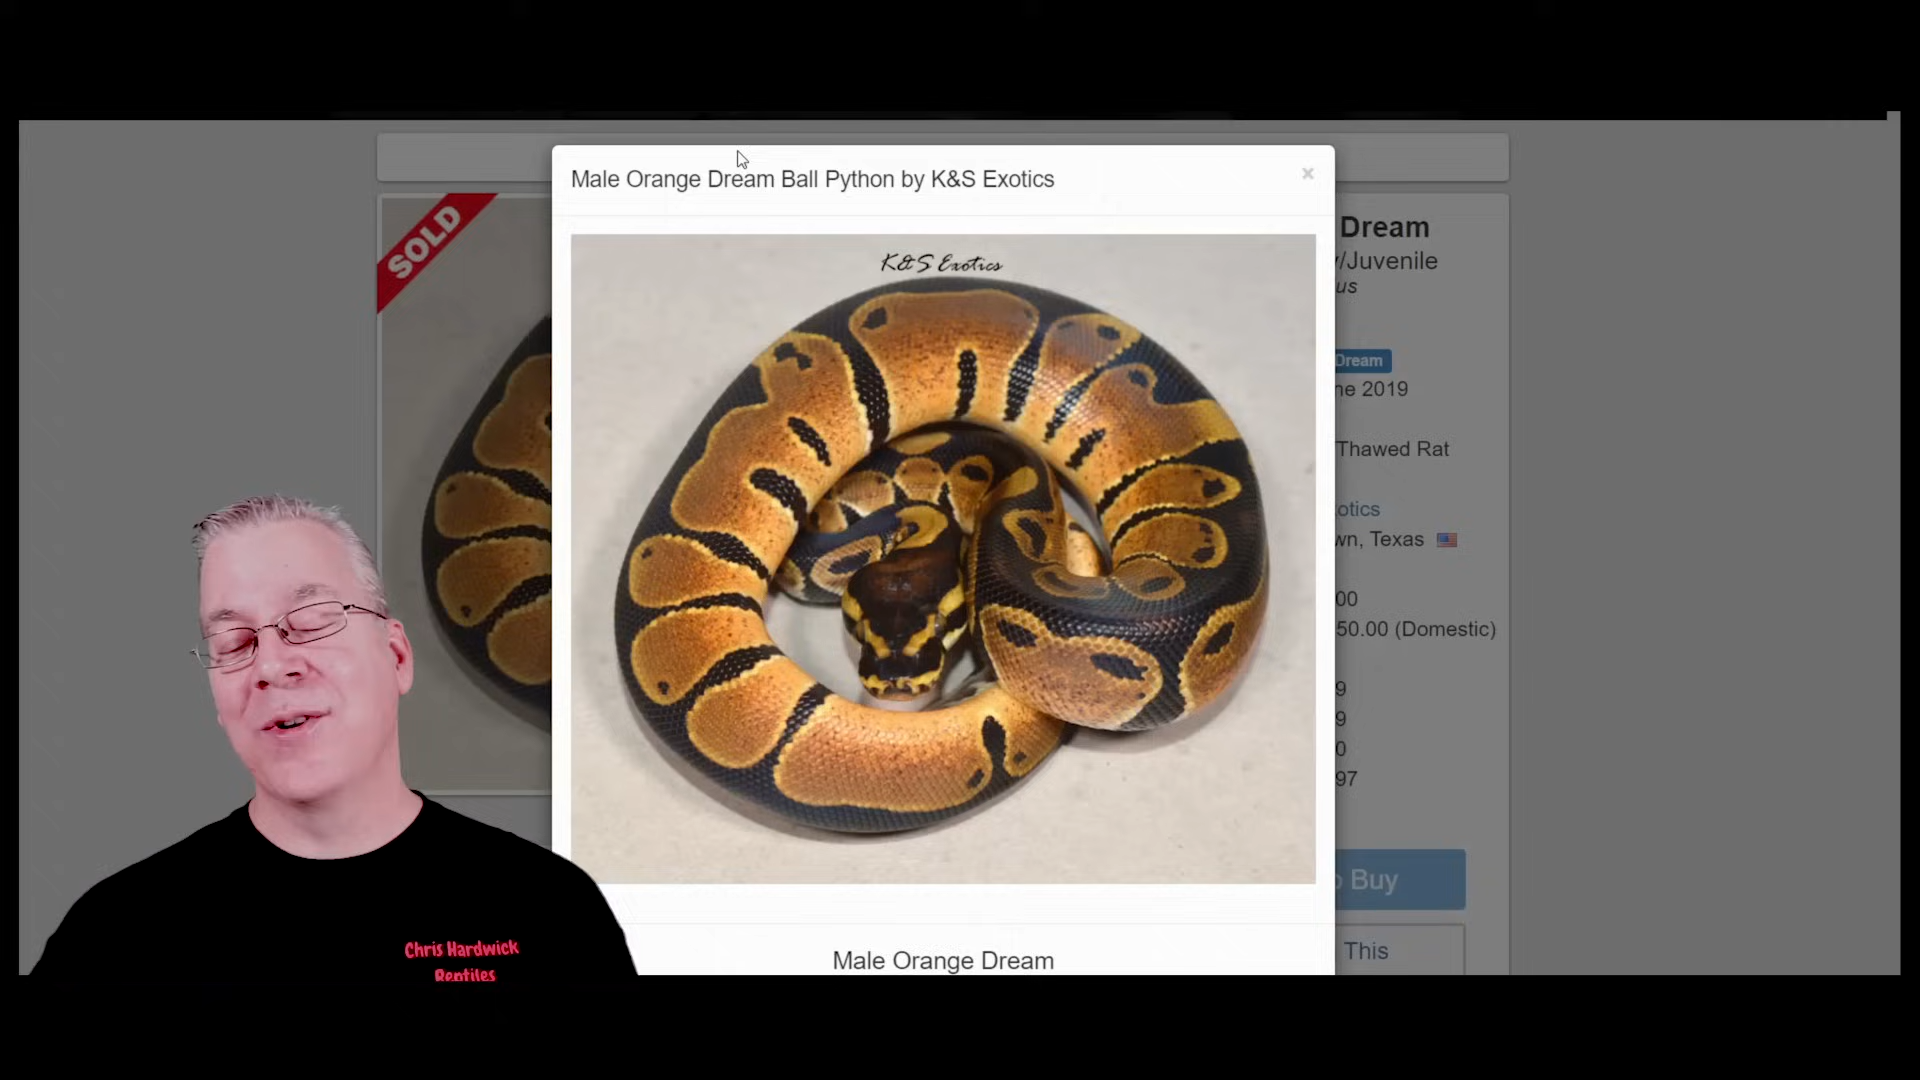 Male Orange Dream Ball Python by K&S Exotics
×
SOLD
K&S Exotics
Dream
/Juvenile
us
Dream
ne 2019
Thawed Rat
otics
wn, Texas
00
50.00 (Domestic)
9
9
0
97
Buy
This
Male Orange Dream
Chris Hardwick
Reptiles